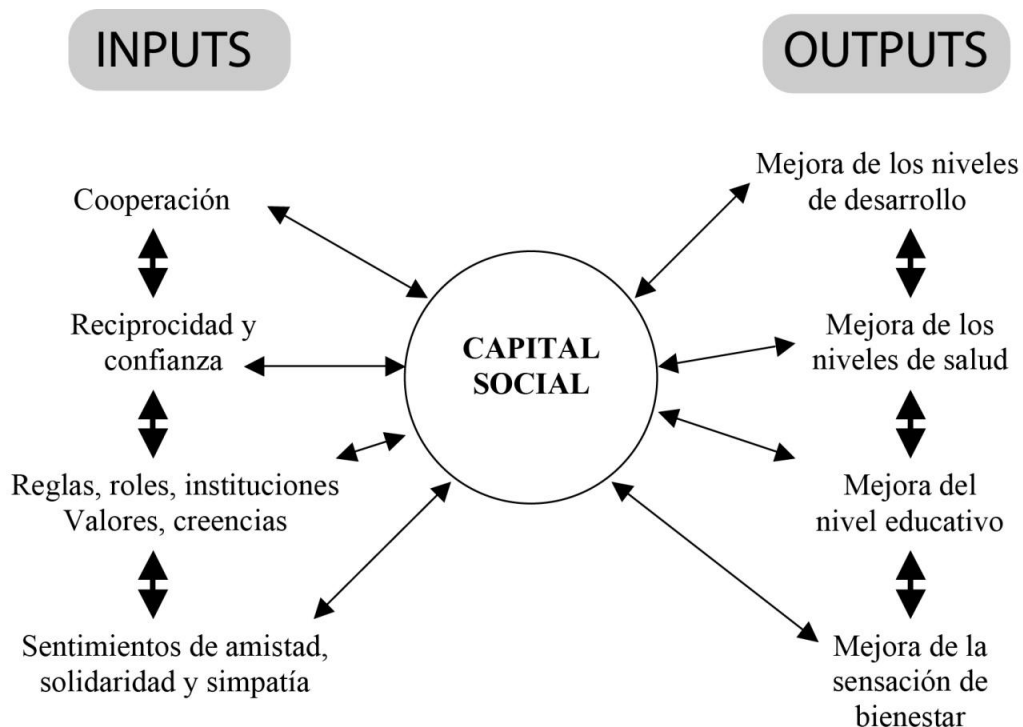 INPUTS
OUTPUTS
Cooperación
Reciprocidad y
confianza
Reglas, roles, instituciones
Valores, creencias
Sentimientos de amistad,
solidaridad y simpatía
CAPITAL
SOCIAL
Mejora de los niveles
de desarrollo
Mejora de los
niveles de salud
Mejora del
nivel educativo
Mejora de la
sensación de
bienestar